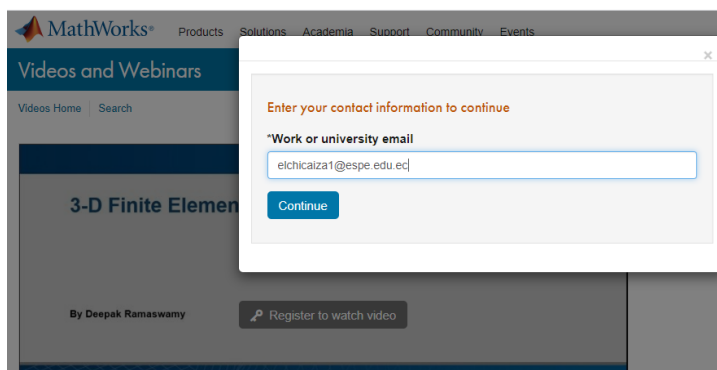 MathWorks® Products Solutions Academia Support Community Events
×
Videos and Webinars
Videos Home Search
Enter your contact information to continue
*Work or university email
elchicaiza1@espe.edu.ec
Continue
3-D Finite Elemen
By Deepak Ramaswamy
Register to watch video